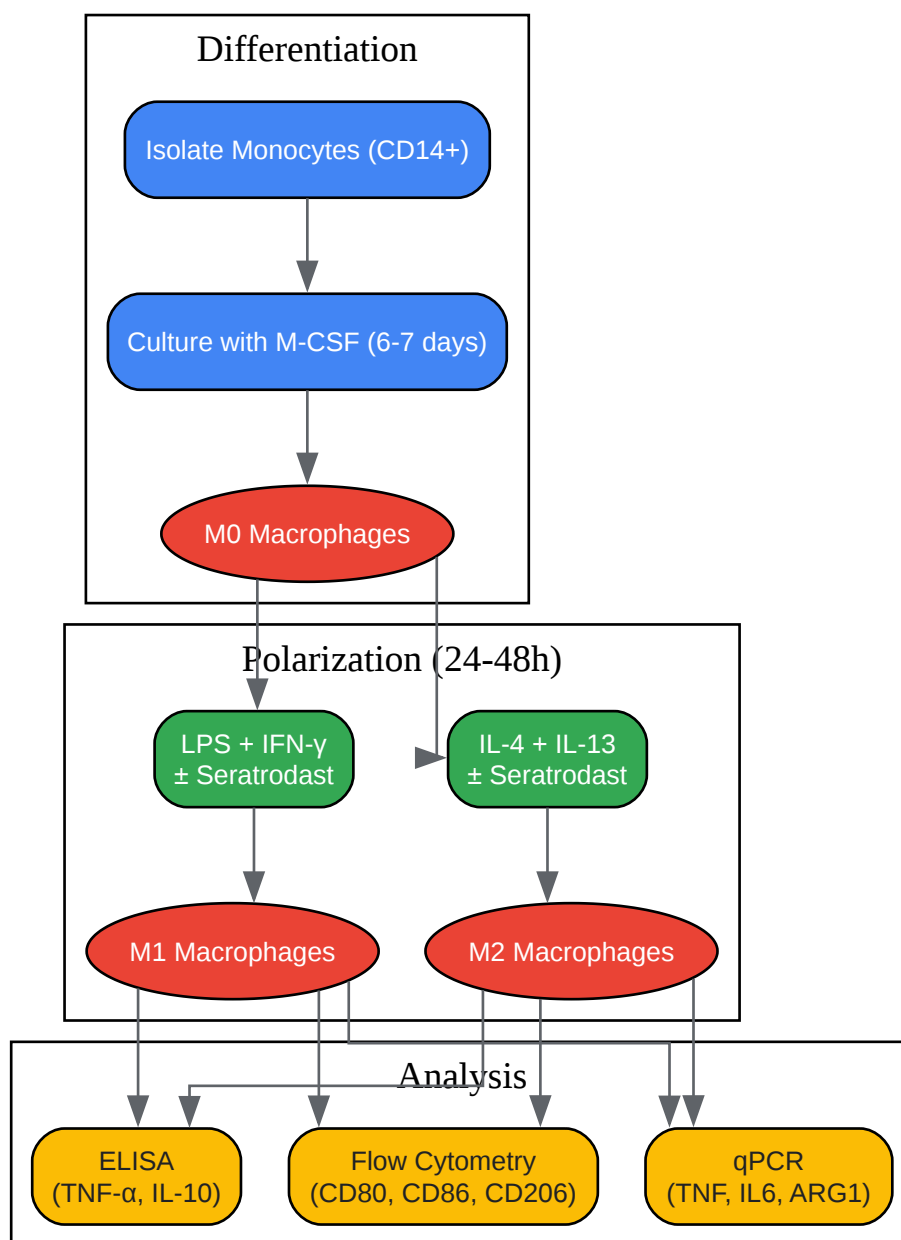 Differentiation
Isolate Monocytes (CD14+)
Culture with M-CSF (6-7 days)
M0 Macrophages
Polarization (24-48h)
LPS + IFN-γ
± Seratrodast
IL-4 + IL-13
± Seratrodast
M1 Macrophages
M2 Macrophages
Analysis
ELISA
(TNF-α, IL-10)
Flow Cytometry
(CD80, CD86, CD206)
qPCR
(TNF, IL6, ARG1)